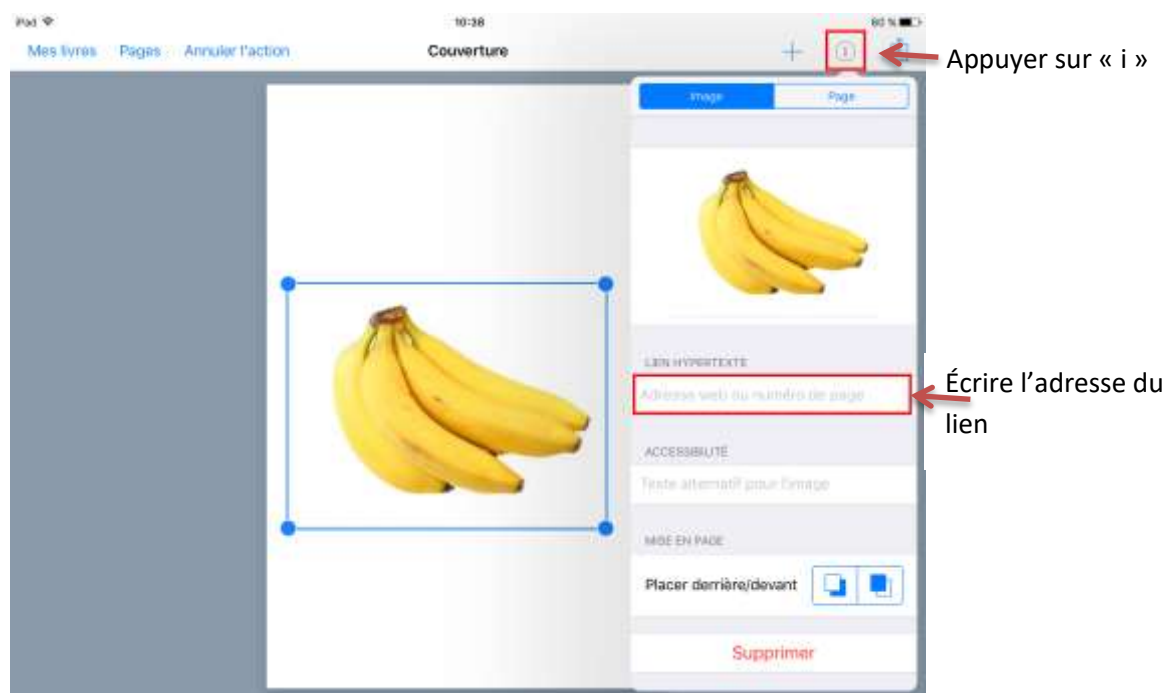 iPad 10:38 80 %
Mes livres Pages Annuler l'action Couverture
Appuyer sur « i »
Image Page
LIEN HYPERTEXTE
Adresse web ou numéro de page
Écrire l’adresse du
lien
ACCESSIBILITÉ
Texte alternatif pour l'image
MISE EN PAGE
Placer derrière/devant
Supprimer